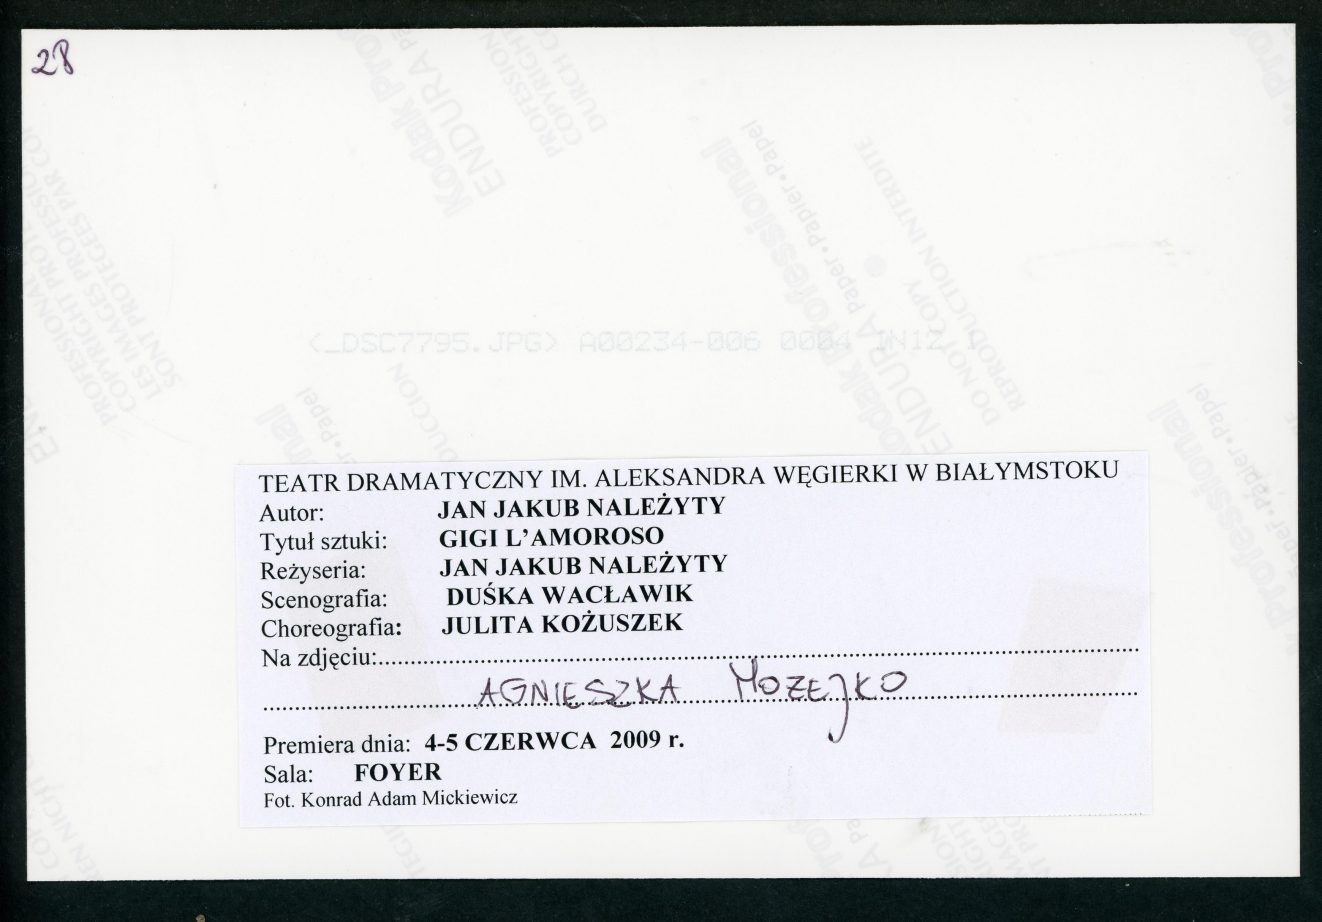 28
<_DSC7795.JPG> A00234-006 0004
TEATR DRAMATYCZNY IM. ALEKSANDRA WĘGIERKI W BIAŁYMSTOKU
Autor: JAN JAKUB NALEŻYTY
Tytuł sztuki: GIGI L’AMOROSO
Reżyseria: JAN JAKUB NALEŻYTY
Scenografia: DUŚKA WACŁAWIK
Choreografia: JULITA KOŻUSZEK
Na zdjęciu:
AGNIESZKA MOZEJKO
Premiera dnia: 4-5 CZERWCA 2009 r.
Sala: FOYER
Fot. Konrad Adam Mickiewicz